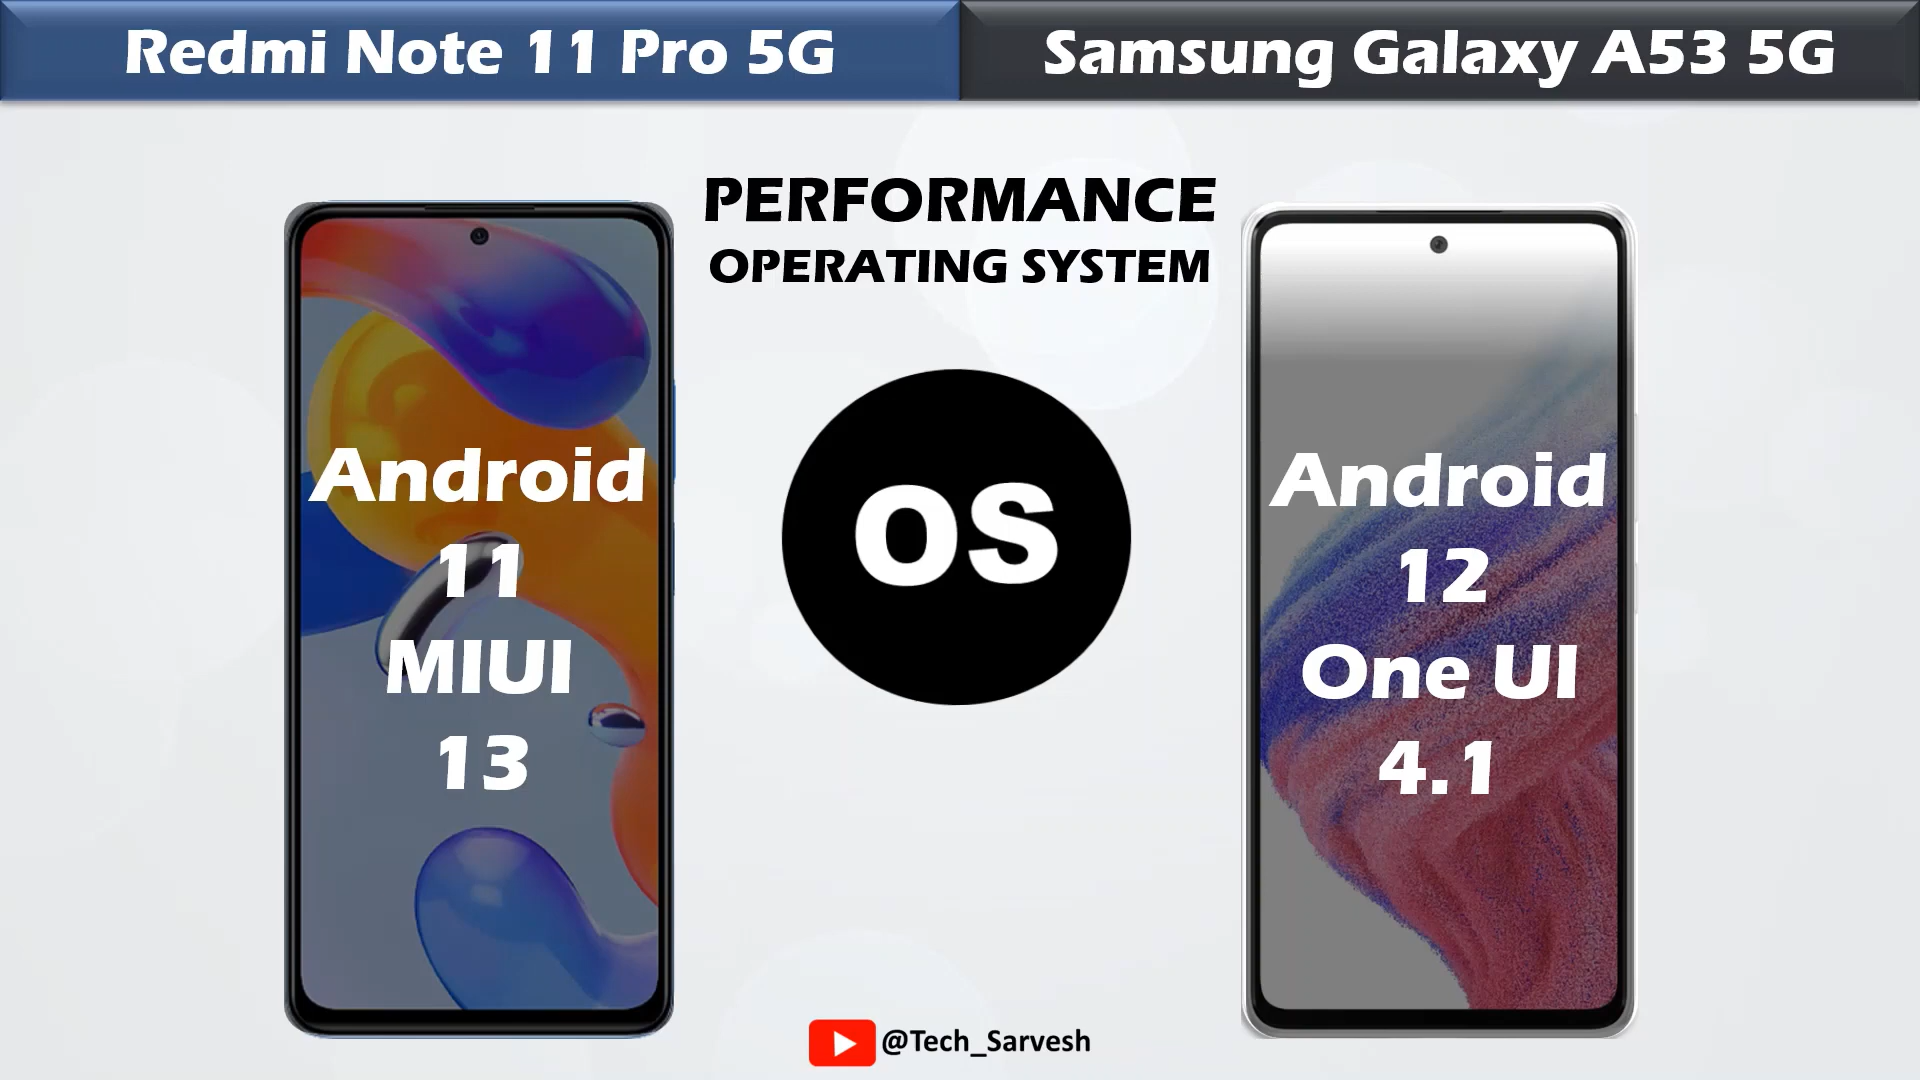 Redmi Note 11 Pro 5G
Samsung Galaxy A53 5G
PERFORMANCE
OPERATING SYSTEM
Android
11
MIUI
13
OS
Android
12
One UI
4.1
@Tech_Sarvesh